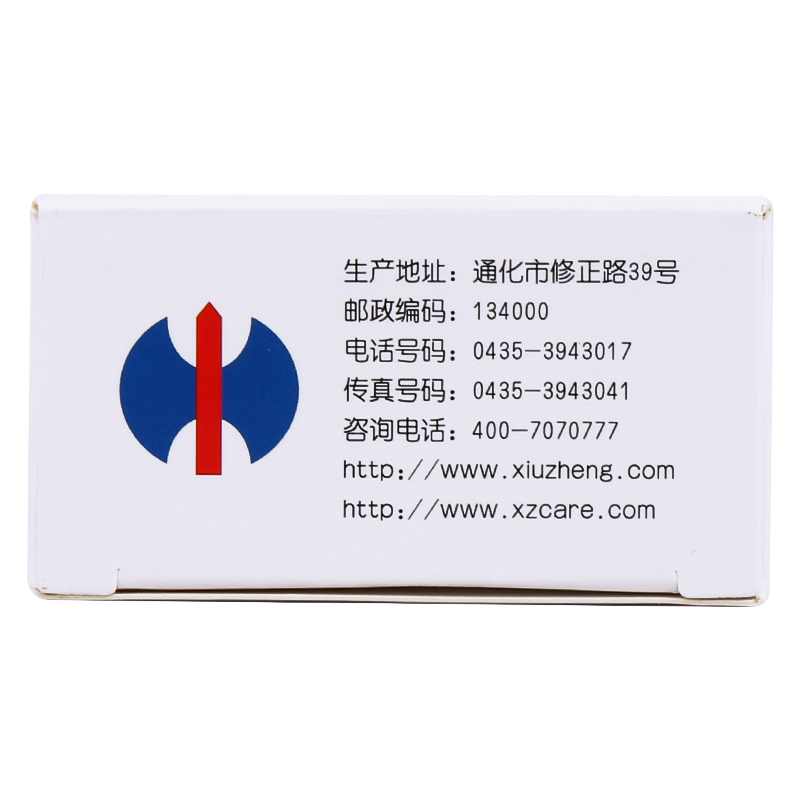 生产地址：通化市修正路39号
邮政编码：134000
电话号码：0435-3943017
传真号码：0435-3943041
咨询电话：400-7070777
http://www.xiuzheng.com
http://www.xzcare.com